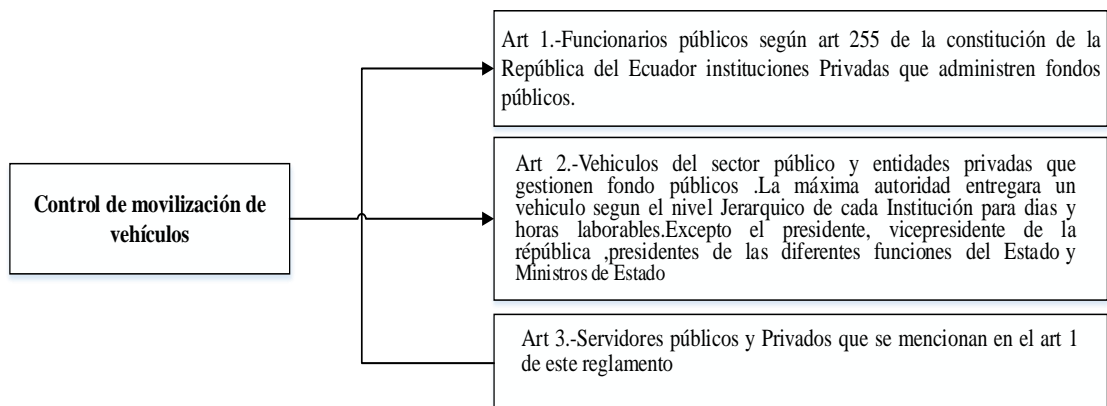 Art 1.-Funcionarios públicos según art 255 de la constitución de la
República del Ecuador instituciones Privadas que administren fondos
públicos.
Control de movilización de
vehículos
Art 2.-Vehiculos del sector público y entidades privadas que
gestionen fondo públicos .La máxima autoridad entregara un
vehiculo segun el nivel Jerarquico de cada Institución para dias y
horas laborables.Excepto el presidente, vicepresidente de la
répública ,presidentes de las diferentes funciones del Estado y
Ministros de Estado
Art 3.-Servidores públicos y Privados que se mencionan en el art 1
de este reglamento